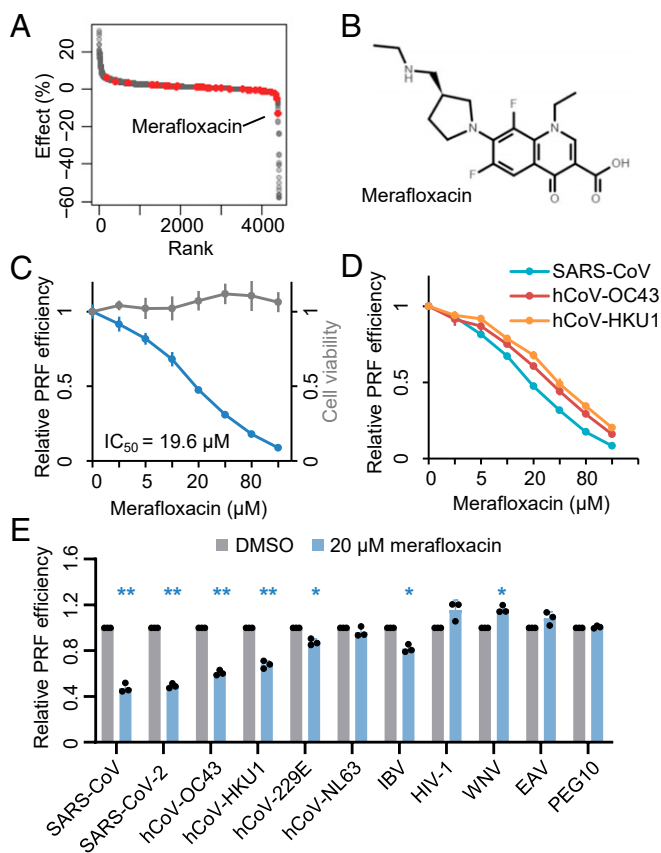 A
Effect (%)
20
0
−20
−40
−60
Merafloxacin
0
2000
4000
Rank
B
HN
N
F
N
F
O
O
OH
Merafloxacin
C
Relative PRF efficiency
1
0.5
0
IC50 = 19.6 µM
1
0.5
0
Cell viability
0
5
20
80
Merafloxacin (µM)
D
SARS-CoV
hCoV-OC43
hCoV-HKU1
Relative PRF efficiency
1
0.5
0
0
5
20
80
Merafloxacin (µM)
E
DMSO
20 µM merafloxacin
Relative PRF efficiency
1.6
1.2
0.8
0.4
0
** ** ** ** * * *
SARS-CoV
SARS-CoV-2
hCoV-OC43
hCoV-HKU1
hCoV-229E
hCoV-NL63
IBV
HIV-1
WNV
EAV
PEG10